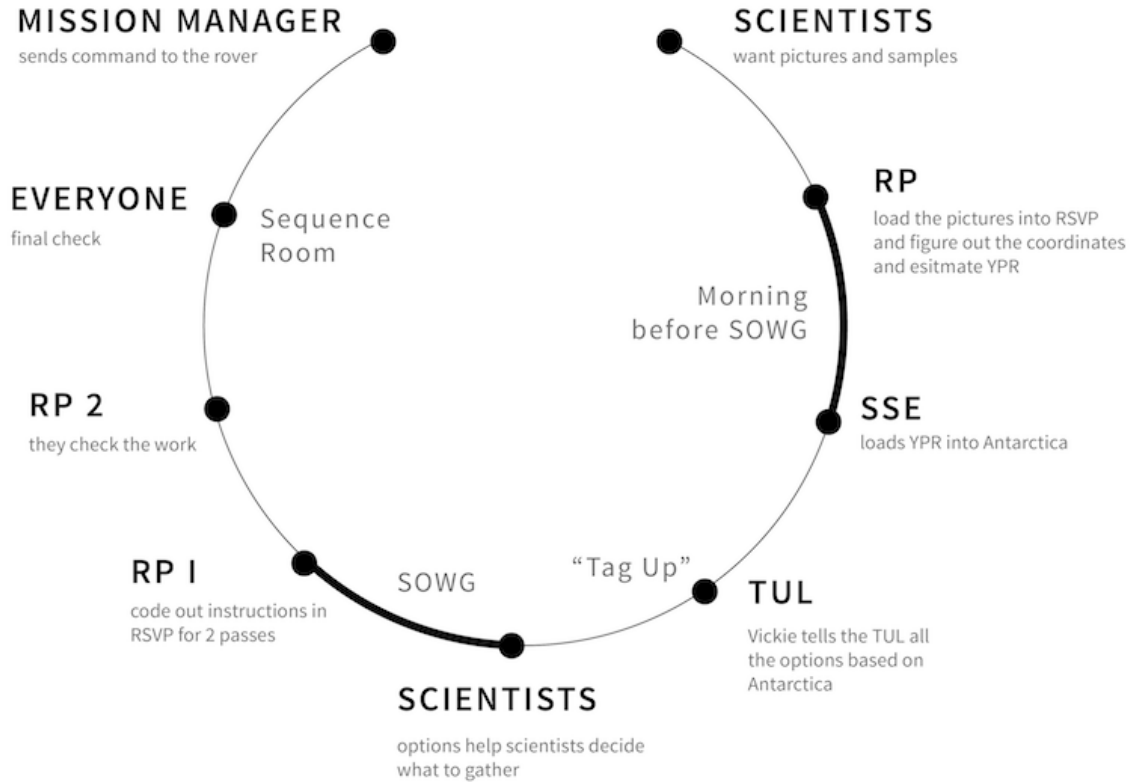 MISSION MANAGER
sends command to the rover
SCIENTISTS
want pictures and samples
RP
load the pictures into RSVP
and figure out the coordinates
and esitmate YPR
EVERYONE
final check
Sequence
Room
Morning
before SOWG
SSE
loads YPR into Antarctica
RP 2
they check the work
"Tag Up"
TUL
Vickie tells the TUL all
the options based on
Antarctica
RP I
code out instructions in
RSVP for 2 passes
SOWG
SCIENTISTS
options help scientists decide
what to gather